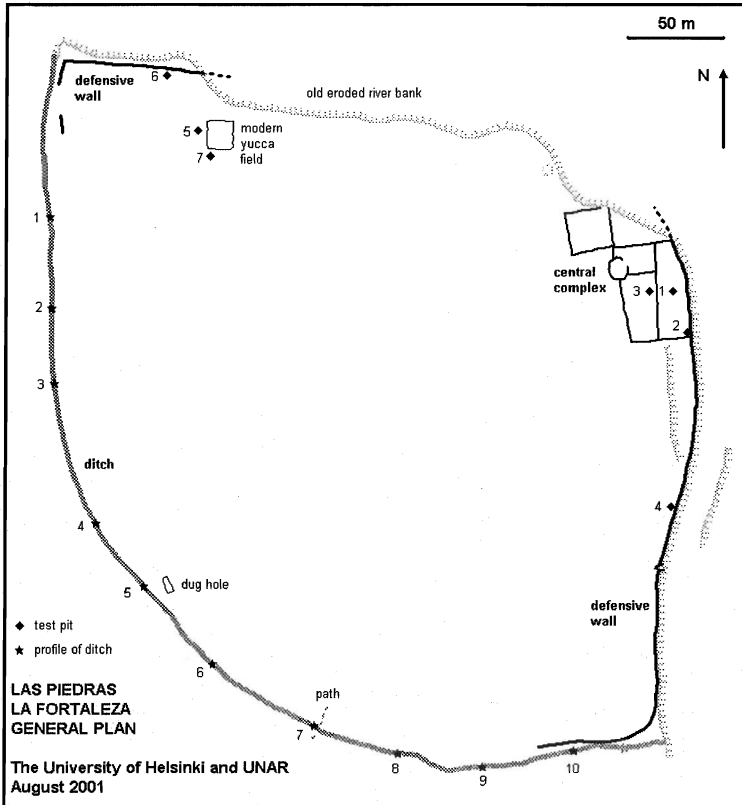 50 m
N
defensive
wall
6
old eroded river bank
5
modern
yucca
field
7
1
central
complex
3
1
2
2
3
ditch
4
4
5
dug hole
defensive
wall
test pit
profile of ditch
6
LAS PIEDRAS
LA FORTALEZA
GENERAL PLAN
path
7
8
9
10
The University of Helsinki and UNAR
August 2001